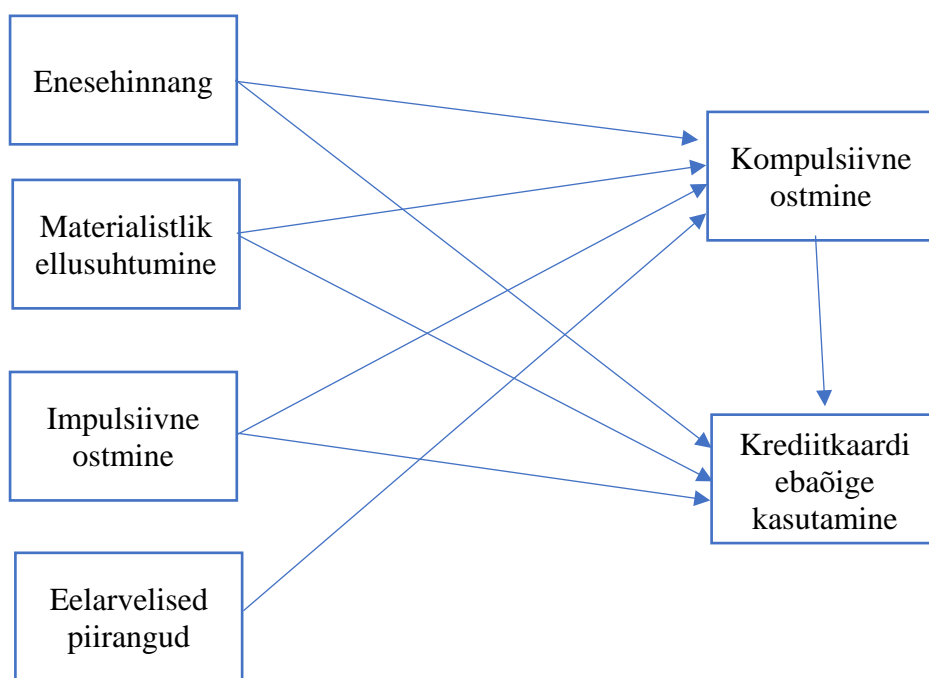 Enesehinnang
Materialistlik
ellusuhtumine
Impulsiivne
ostmine
Eelarvelised
piirangud
Kompulsiivne
ostmine
Krediitkaardi
ebaõige
kasutamine